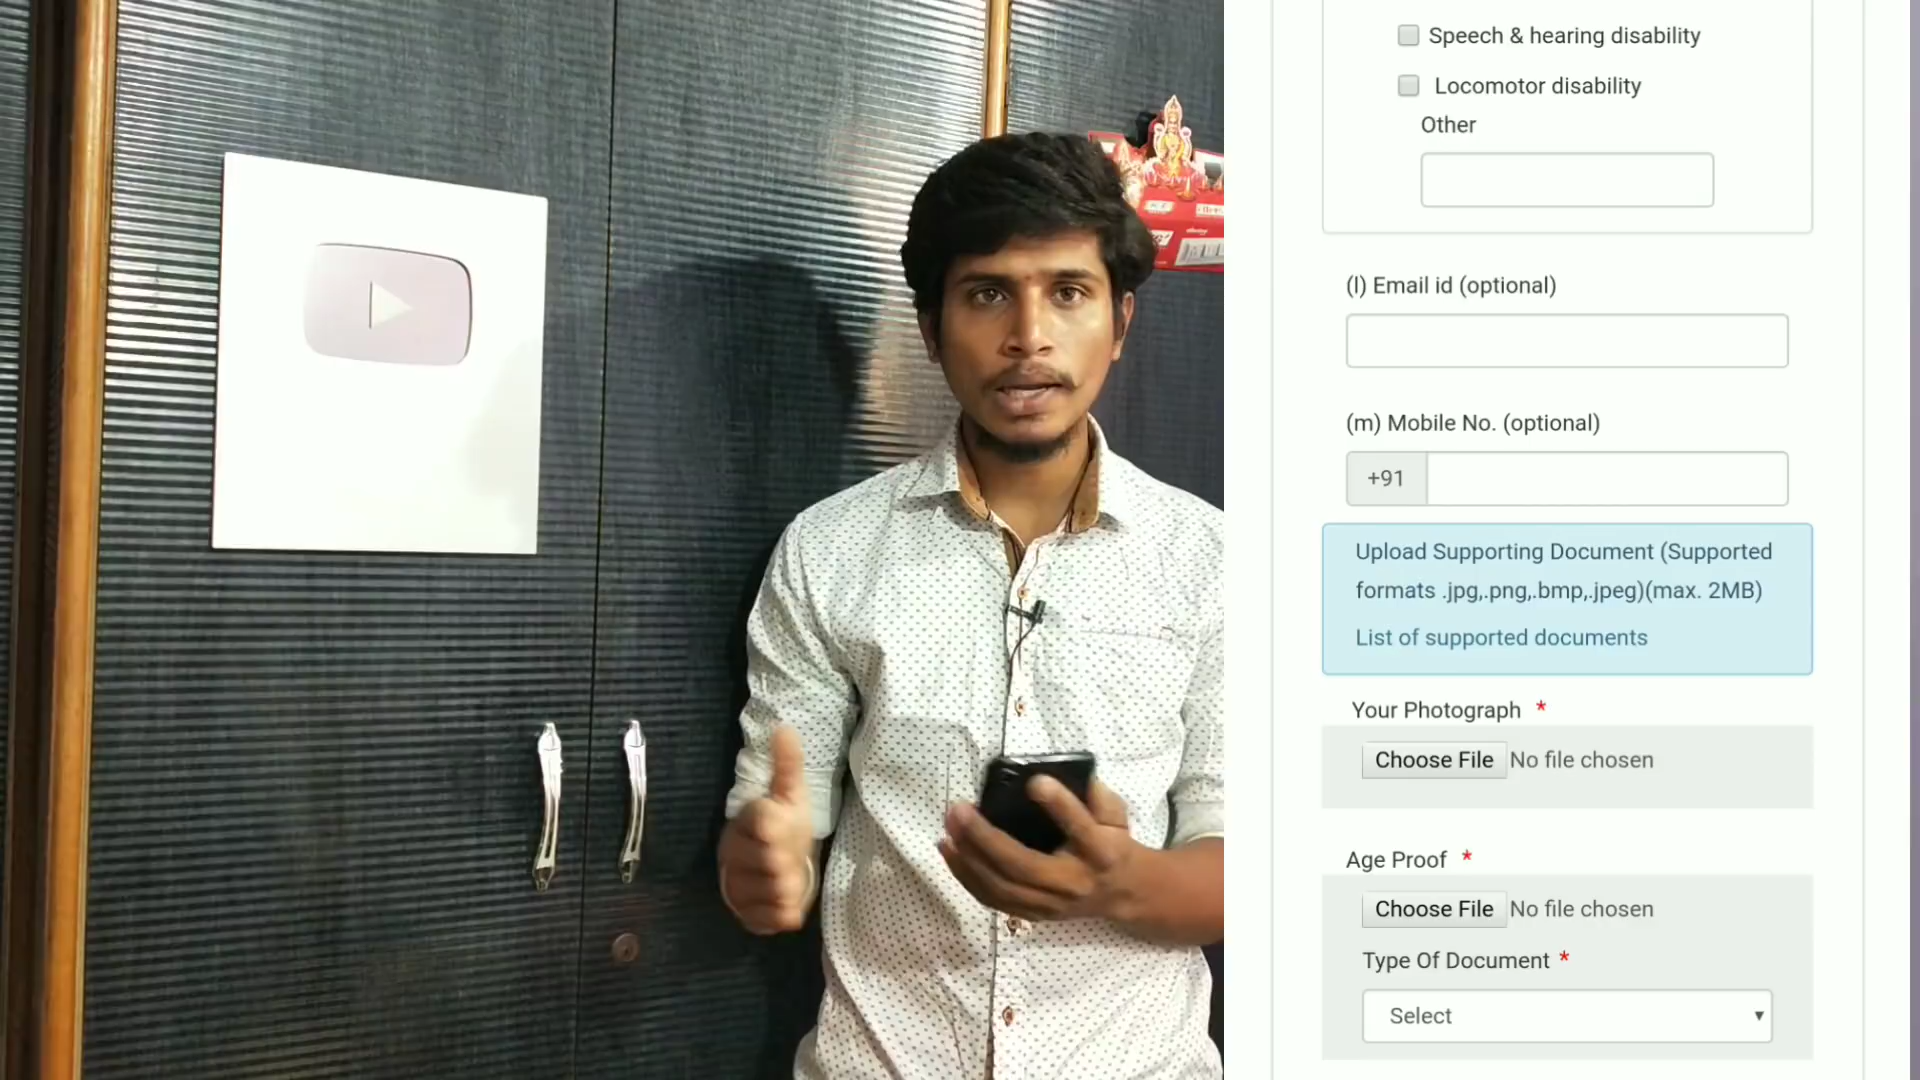 Speech & hearing disability
Locomotor disability
Other
(l) Email id (optional)
(m) Mobile No. (optional)
+91
Upload Supporting Document (Supported
formats .jpg,.png,.bmp,.jpeg)(max. 2MB)
List of supported documents
Your Photograph *
Choose File No file chosen
Age Proof *
Choose File No file chosen
Type Of Document *
Select